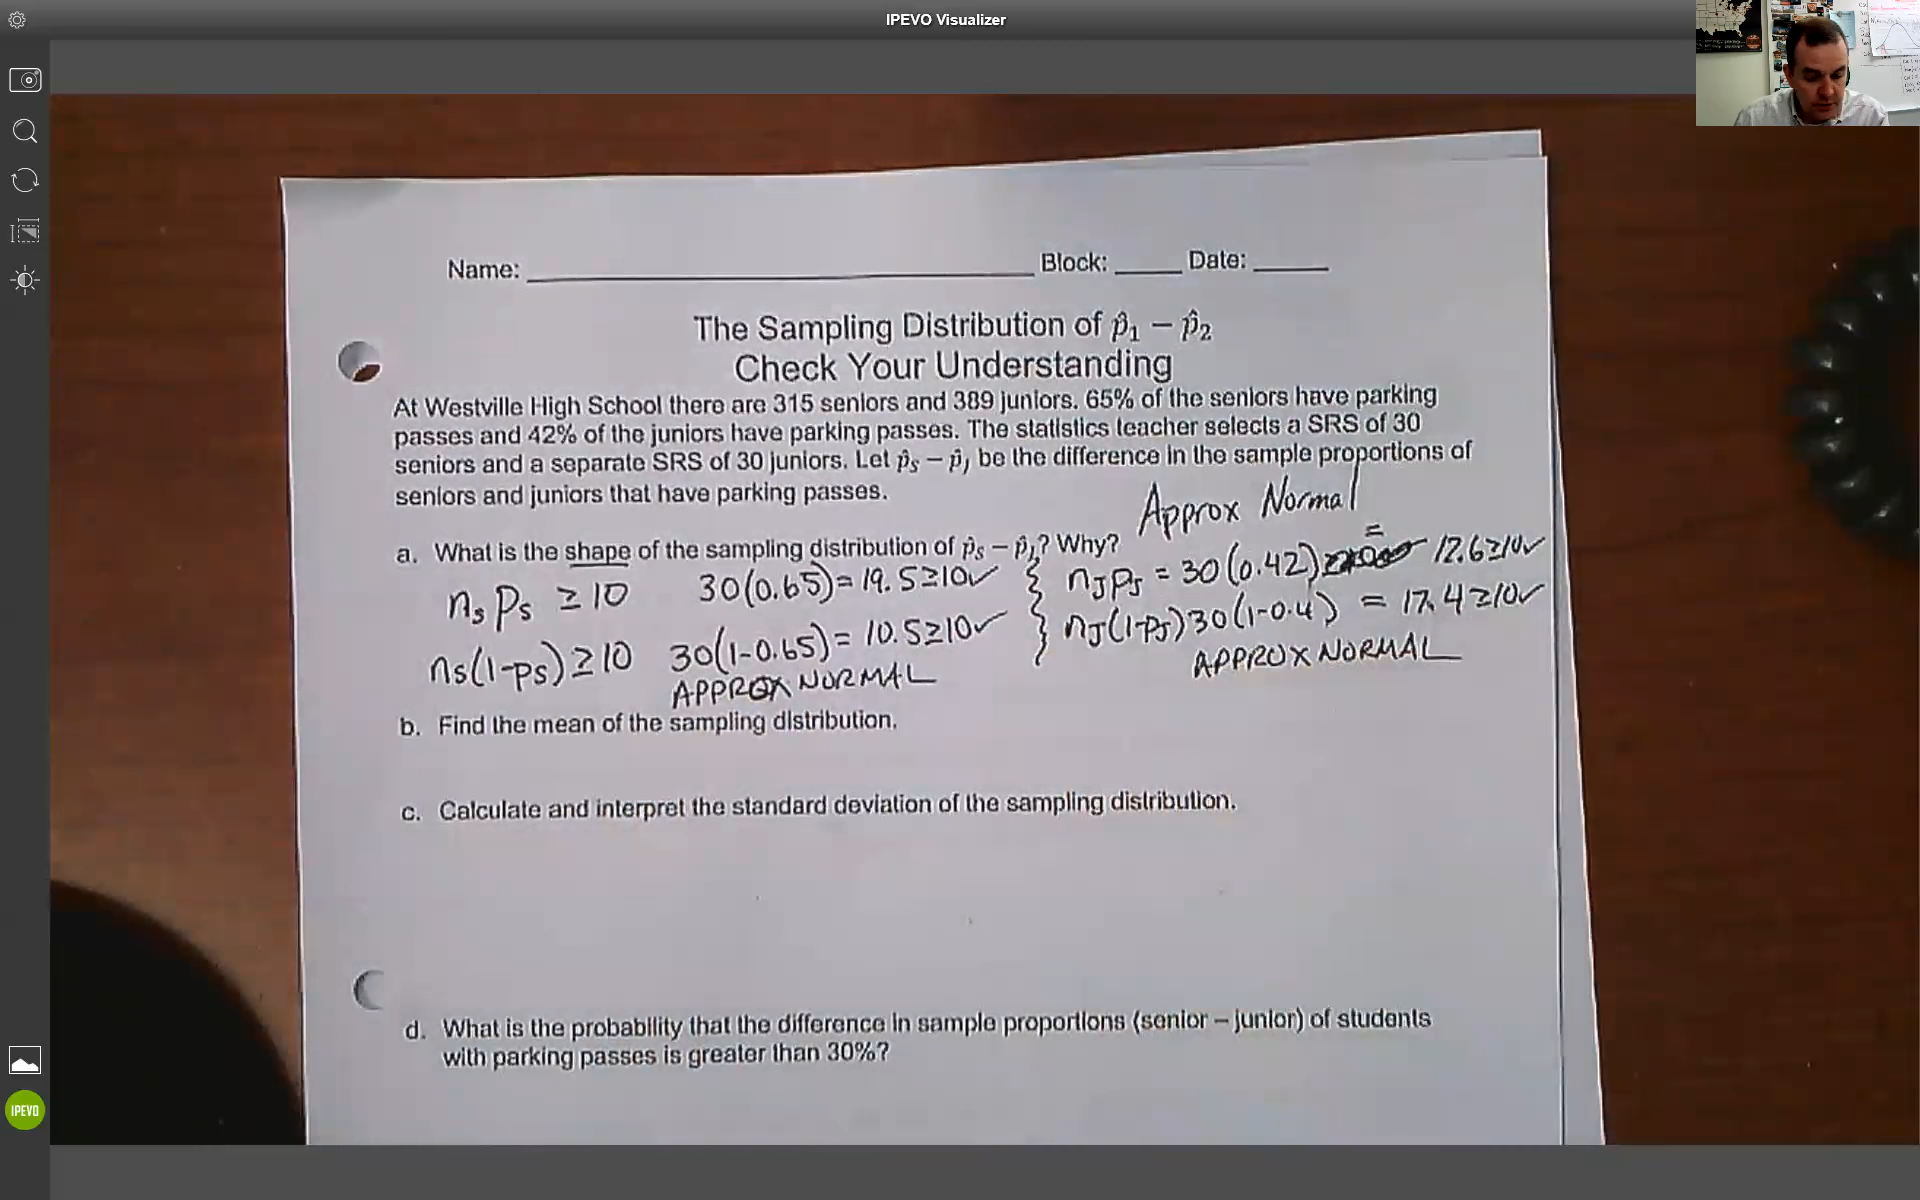 IPEVO Visualizer
Name: ____ Block: ____ Date: ____
The Sampling Distribution of p̂₁ − p̂₂
Check Your Understanding
At Westville High School there are 315 seniors and 389 juniors. 65% of the seniors have parking
passes and 42% of the juniors have parking passes. The statistics teacher selects a SRS of 30
seniors and a separate SRS of 30 juniors. Let p̂ₛ − p̂ⱼ be the difference in the sample proportions of
seniors and juniors that have parking passes.
Approx Normal
a. What is the shape of the sampling distribution of p̂ₛ − p̂ⱼ? Why?
nₛ pₛ ≥ 10 30(0.65) = 19.5 ≥ 10 ✓ nJ pJ = 30(0.42) = 12.6 ≥ 10 ✓
nₛ(1-pₛ) ≥ 10 30(1-0.65) = 10.5 ≥ 10 ✓ nJ(1-pJ) 30(1-0.4) = 17.4 ≥ 10 ✓
APPROX NORMAL APPROX NORMAL
b. Find the mean of the sampling distribution.
c. Calculate and interpret the standard deviation of the sampling distribution.
d. What is the probability that the difference in sample proportions (senior – junior) of students
with parking passes is greater than 30%?
IPEVO